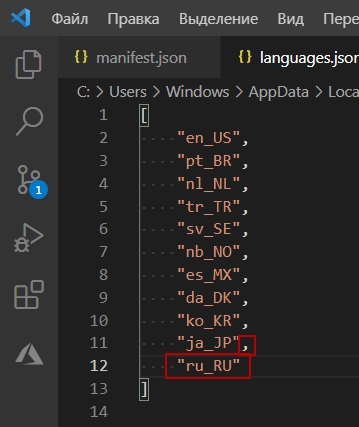 Файл Правка Выделение Вид Пе
{} manifest.json {} languages.json
C: > Users > Windows > AppData > Loca
1 [
2 "en_US",
3 "pt_BR",
4 "nl_NL",
5 "tr_TR",
6 "sv_SE",
7 "nb_NO",
8 "es_MX",
9 "da_DK",
10 "ko_KR",
11 "ja_JP",
12 "ru_RU"
13 ]
14
1